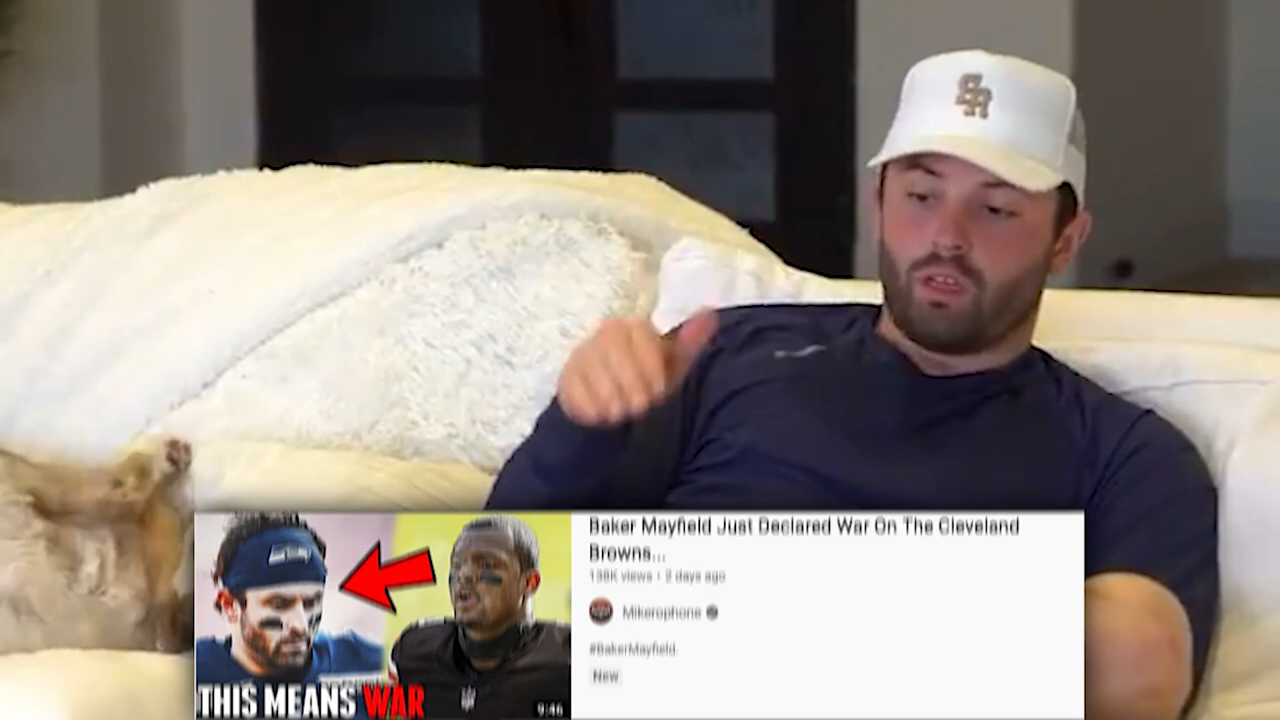 SR
Baker Mayfield Just Declared War On The Cleveland
Browns...
138K views • 2 days ago
Mikerophone
#BakerMayfield.
New
THIS MEANS WAR
9:46